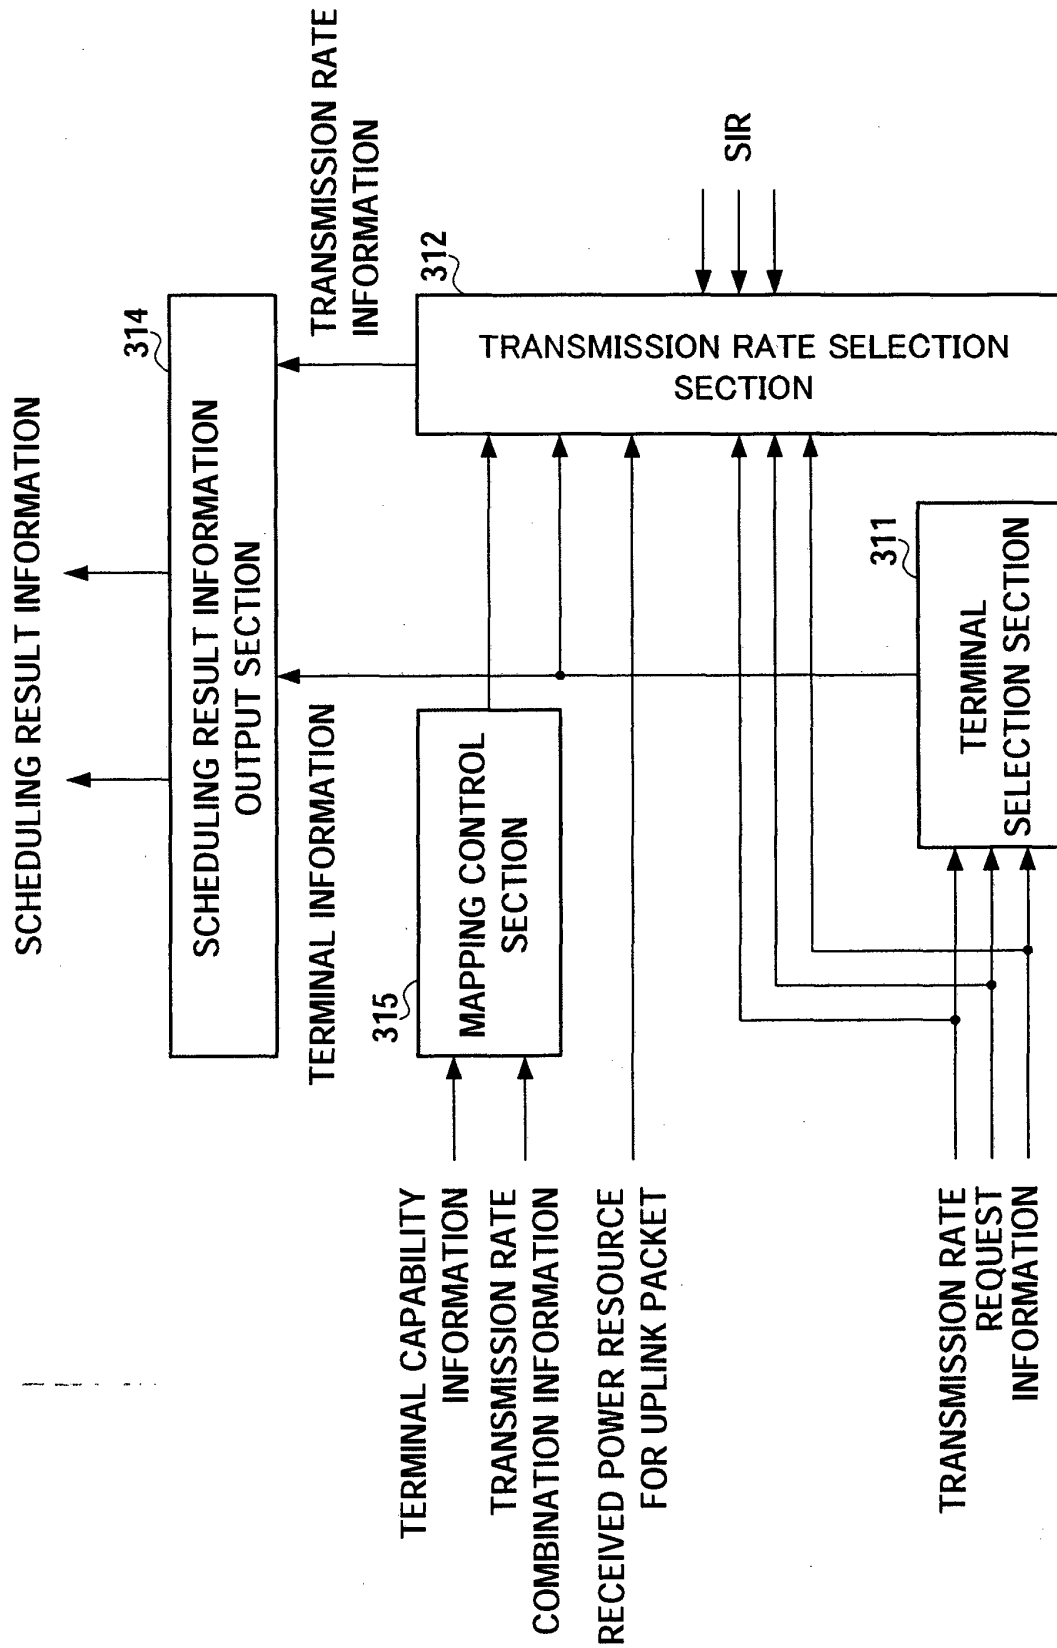 SCHEDULING RESULT INFORMATION
314
SCHEDULING RESULT INFORMATION
OUTPUT SECTION
TERMINAL INFORMATION
TRANSMISSION RATE
INFORMATION
TERMINAL CAPABILITY
INFORMATION
TRANSMISSION RATE
COMBINATION INFORMATION
315
MAPPING CONTROL
SECTION
312
TRANSMISSION RATE SELECTION
SECTION
SIR
RECEIVED POWER RESOURCE
FOR UPLINK PACKET
311
TERMINAL
SELECTION SECTION
TRANSMISSION RATE
REQUEST
INFORMATION